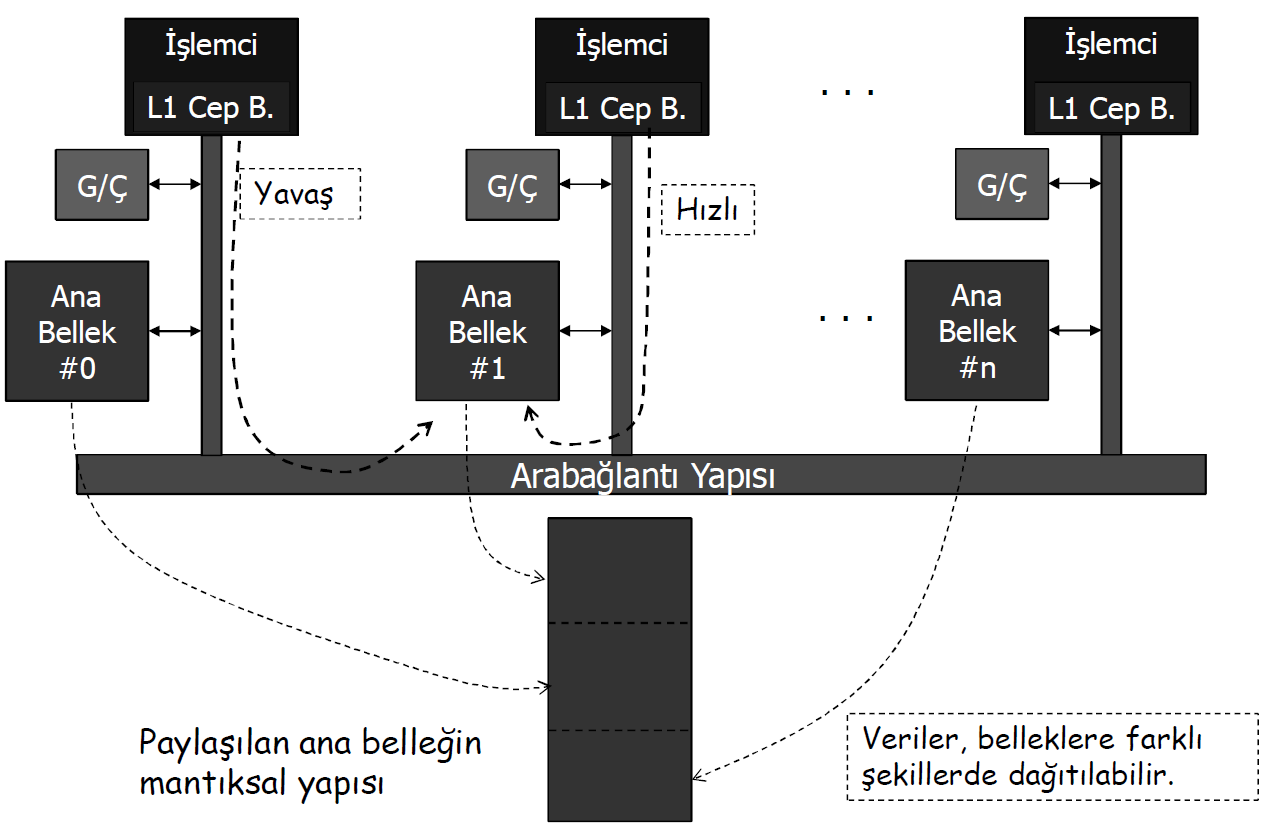 İşlemci
L1 Cep B.
İşlemci
L1 Cep B.
. . .
İşlemci
L1 Cep B.
G/Ç
Yavaş
G/Ç
Hızlı
G/Ç
Ana
Bellek
#0
Ana
Bellek
#1
. . .
Ana
Bellek
#n
Arabağlantı Yapısı
Paylaşılan ana belleğin
mantıksal yapısı
Veriler, belleklere farklı
şekillerde dağıtılabilir.